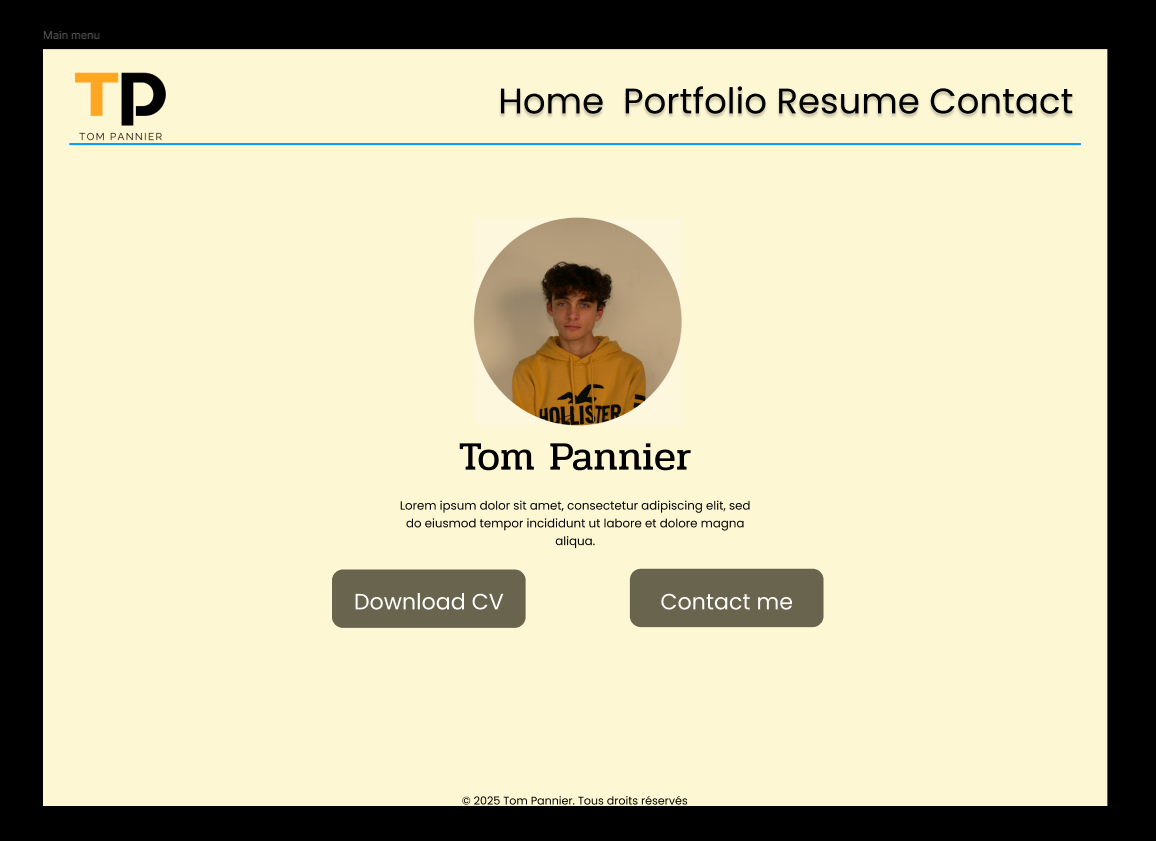 Main menu
TP
TOM PANNIER
Home Portfolio Resume Contact
HOLLISTER
Tom Pannier
Lorem ipsum dolor sit amet, consectetur adipiscing elit, sed
do eiusmod tempor incididunt ut labore et dolore magna
aliqua.
Download CV
Contact me
© 2025 Tom Pannier. Tous droits réservés